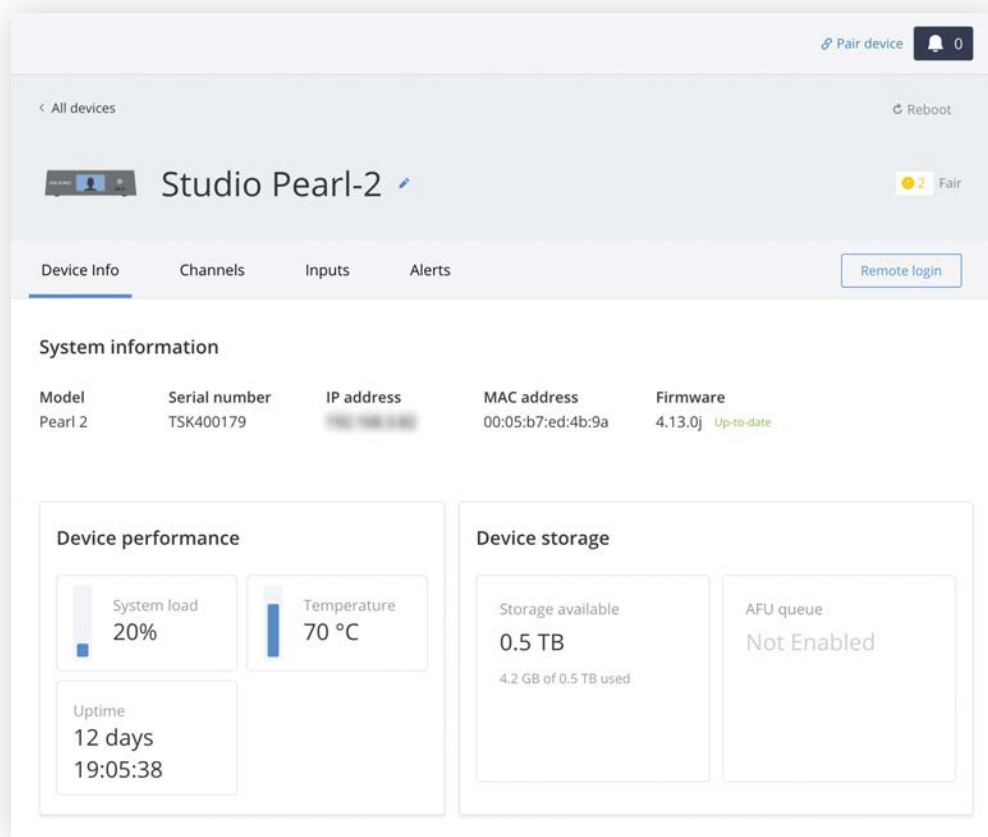 Pair device 0
All devices
Reboot
Studio Pearl-2
2 Fair
Device Info Channels Inputs Alerts Remote login
System information
Model Serial number IP address MAC address Firmware
Pearl 2 TSK400179 00:05:b7:ed:4b:9a 4.13.0j Up-to-date
Device performance
System load
20%
Temperature
70 °C
Uptime
12 days
19:05:38
Device storage
Storage available
0.5 TB
4.2 GB of 0.5 TB used
AFU queue
Not Enabled